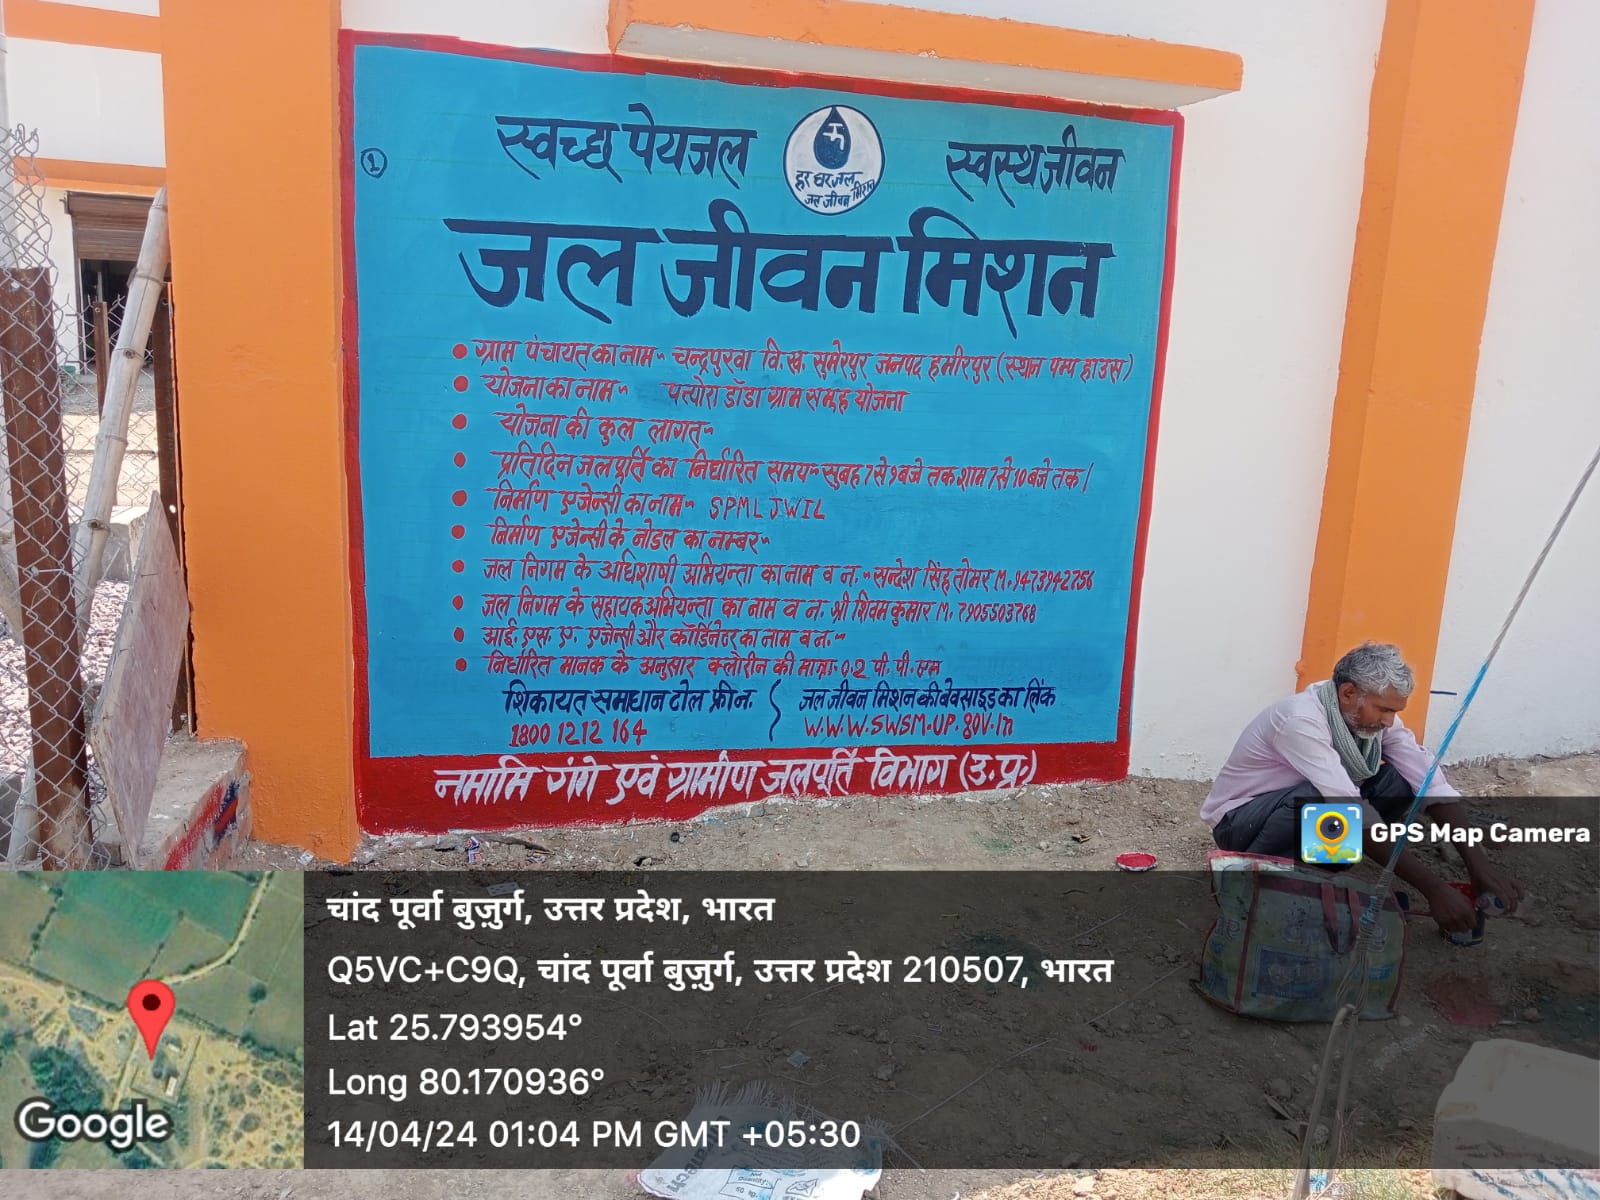 स्वच्छ पेयजल
स्वस्थ जीवन
1
हर घर जल
जल जीवन मिशन
जल जीवन मिशन
• ग्राम पंचायत का नाम- चन्द्रपुरवा वि.ख. सुमेरपुर जनपद हमीरपुर (स्थान पम्प हाउस)
• योजना का नाम- पत्योरा डॉडा ग्राम समूह योजना
• योजना की कुल लागत-
• प्रतिदिन जलपूर्ति का निर्धारित समय- सुबह 7 से 9 बजे तक शाम 7 से 10 बजे तक।
• निर्माण एजेन्सी का नाम- SPML JWIL
• निर्माण एजेन्सी के नोडल का नम्बर-
• जल निगम के अधिशाषी अभियन्ता का नाम व न.- सन्देश सिंह तोमर M.9473942756
• जल निगम के सहायक अभियन्ता का नाम व न. श्री शिवम कुमार M. 7905503768
• आई. एस. ए. एजेन्सी और कॉर्डिनेटर का नाम व न.-
• निर्धारित मानक के अनुसार क्लोरीन की मात्रा- 0.2 पी. पी. एम
शिकायत समाधान टोल फ्री न.
1800 1212 164
जल जीवन मिशन की वेवसाइड का लिंक
W.W.W.SWSM-UP.gov.In
नमामि गंगे एवं ग्रामीण जलपूर्ति विभाग (उ.प्र.)
GPS Map Camera
चांद पूर्वा बुज़ुर्ग, उत्तर प्रदेश, भारत
Q5VC+C9Q, चांद पूर्वा बुज़ुर्ग, उत्तर प्रदेश 210507, भारत
Lat 25.793954°
Long 80.170936°
14/04/24 01:04 PM GMT +05:30
Google